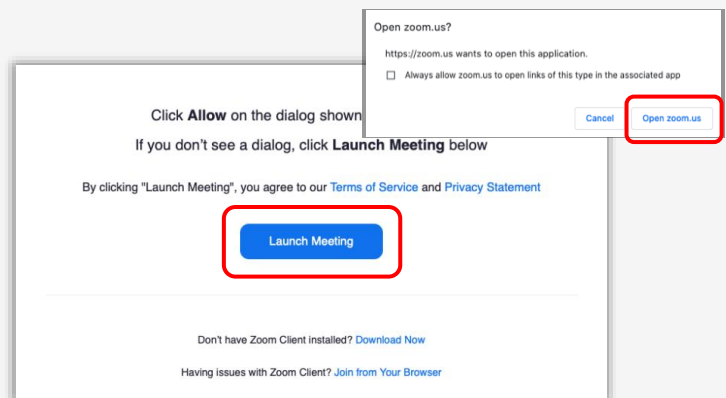 Open zoom.us?
https://zoom.us wants to open this application.
Always allow zoom.us to open links of this type in the associated app
Cancel
Open zoom.us
Click Allow on the dialog shown
If you don't see a dialog, click Launch Meeting below
By clicking "Launch Meeting", you agree to our Terms of Service and Privacy Statement
Launch Meeting
Don't have Zoom Client installed? Download Now
Having issues with Zoom Client? Join from Your Browser